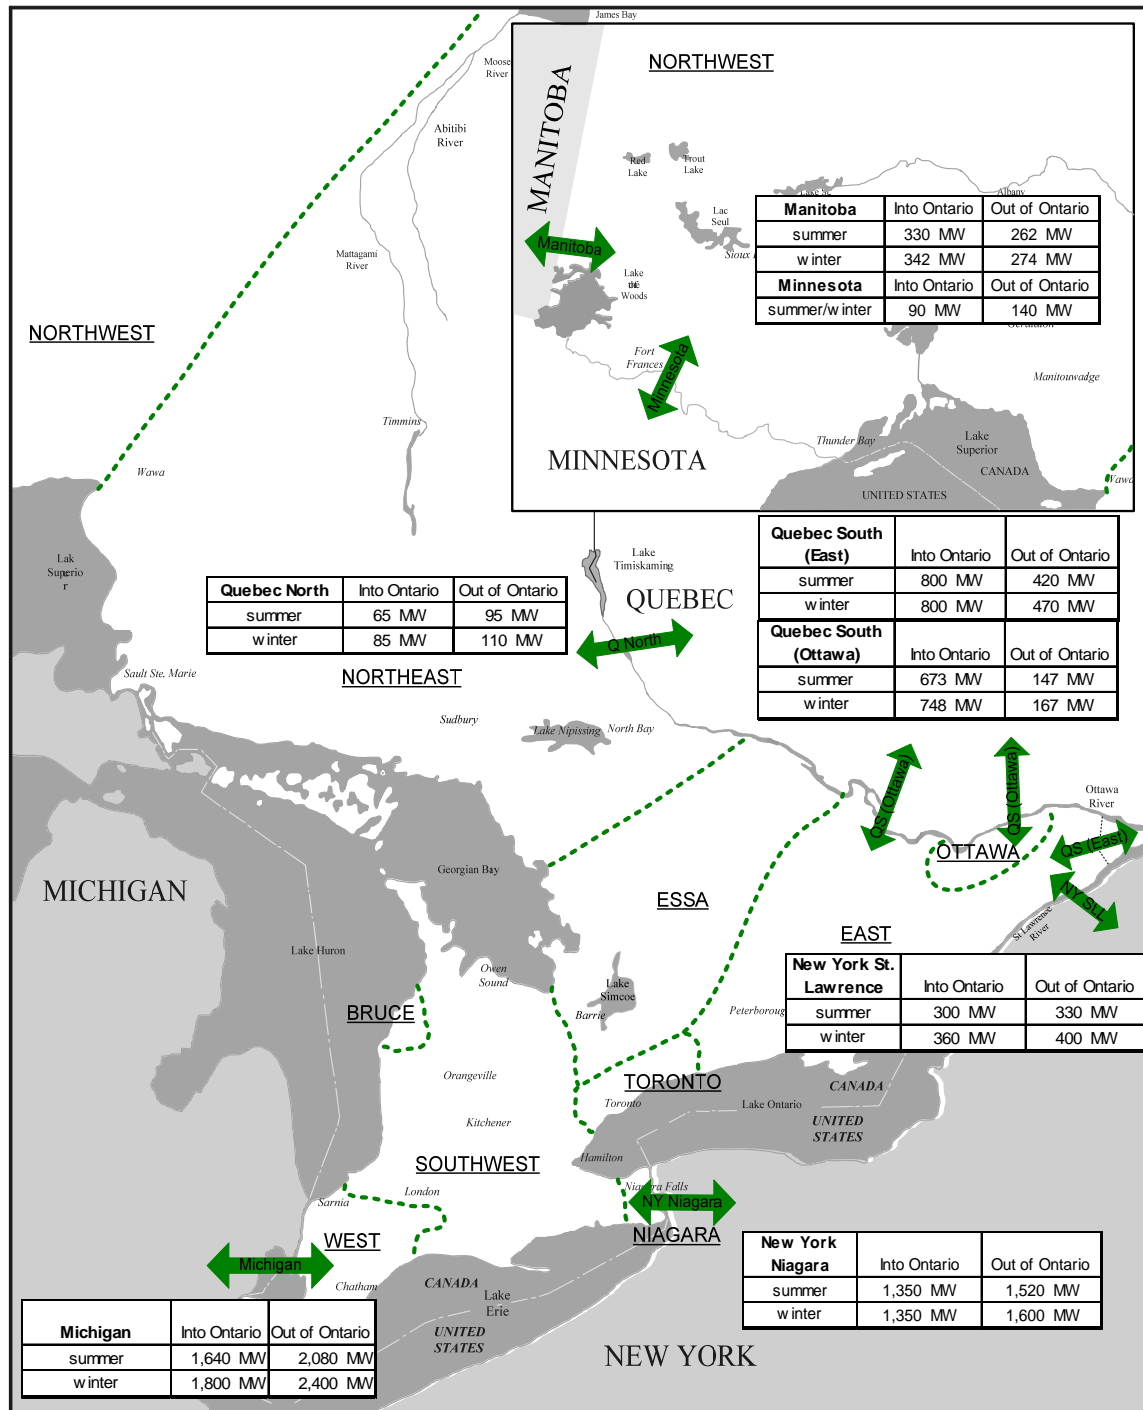 James Bay
Moose
River
Abitibi
River
Mattagami
River
NORTHWEST
Timmins
Wawa
MANITOBA
NORTHWEST
Red
Lake
Trout
Lake
Lac
Seul
Albany
Manitoba
Lake
the
Woods
Fort
Frances
Minnesota
MINNESOTA
Manitouwadge
Thunder Bay
Lake
Superior
CANADA
UNITED STATES
Wawa
Manitoba Into Ontario Out of Ontario
summer 330 MW 262 MW
winter 342 MW 274 MW
Minnesota Into Ontario Out of Ontario
summer/winter 90 MW 140 MW
Lake
Timiskaming
QUEBEC
Q North
Quebec South
(East) Into Ontario Out of Ontario
summer 800 MW 420 MW
winter 800 MW 470 MW
Quebec South
(Ottawa) Into Ontario Out of Ontario
summer 673 MW 147 MW
winter 748 MW 167 MW
Quebec North Into Ontario Out of Ontario
summer 65 MW 95 MW
winter 85 MW 110 MW
Sault Ste. Marie
NORTHEAST
Sudbury
Lake Nipissing
North Bay
QS (Ottawa)
QS (Ottawa)
Ottawa
River
QS (East)
OTTAWA
NY SLL
St Lawrence
River
MICHIGAN
Georgian Bay
ESSA
EAST
Lake Huron
Owen
Sound
Lake
Simcoe
Barrie
BRUCE
New York St.
Lawrence Into Ontario Out of Ontario
summer 300 MW 330 MW
winter 360 MW 400 MW
Orangeville
TORONTO
Toronto
CANADA
Lake Ontario
UNITED
STATES
Kitchener
SOUTHWEST
Hamilton
London
Sarnia
Niagara Falls
NY Niagara
NIAGARA
WEST
Michigan
Chatham
CANADA
Lake
Erie
UNITED
STATES
NEW YORK
New York
Niagara Into Ontario Out of Ontario
summer 1,350 MW 1,520 MW
winter 1,350 MW 1,600 MW
Michigan Into Ontario Out of Ontario
summer 1,640 MW 2,080 MW
winter 1,800 MW 2,400 MW